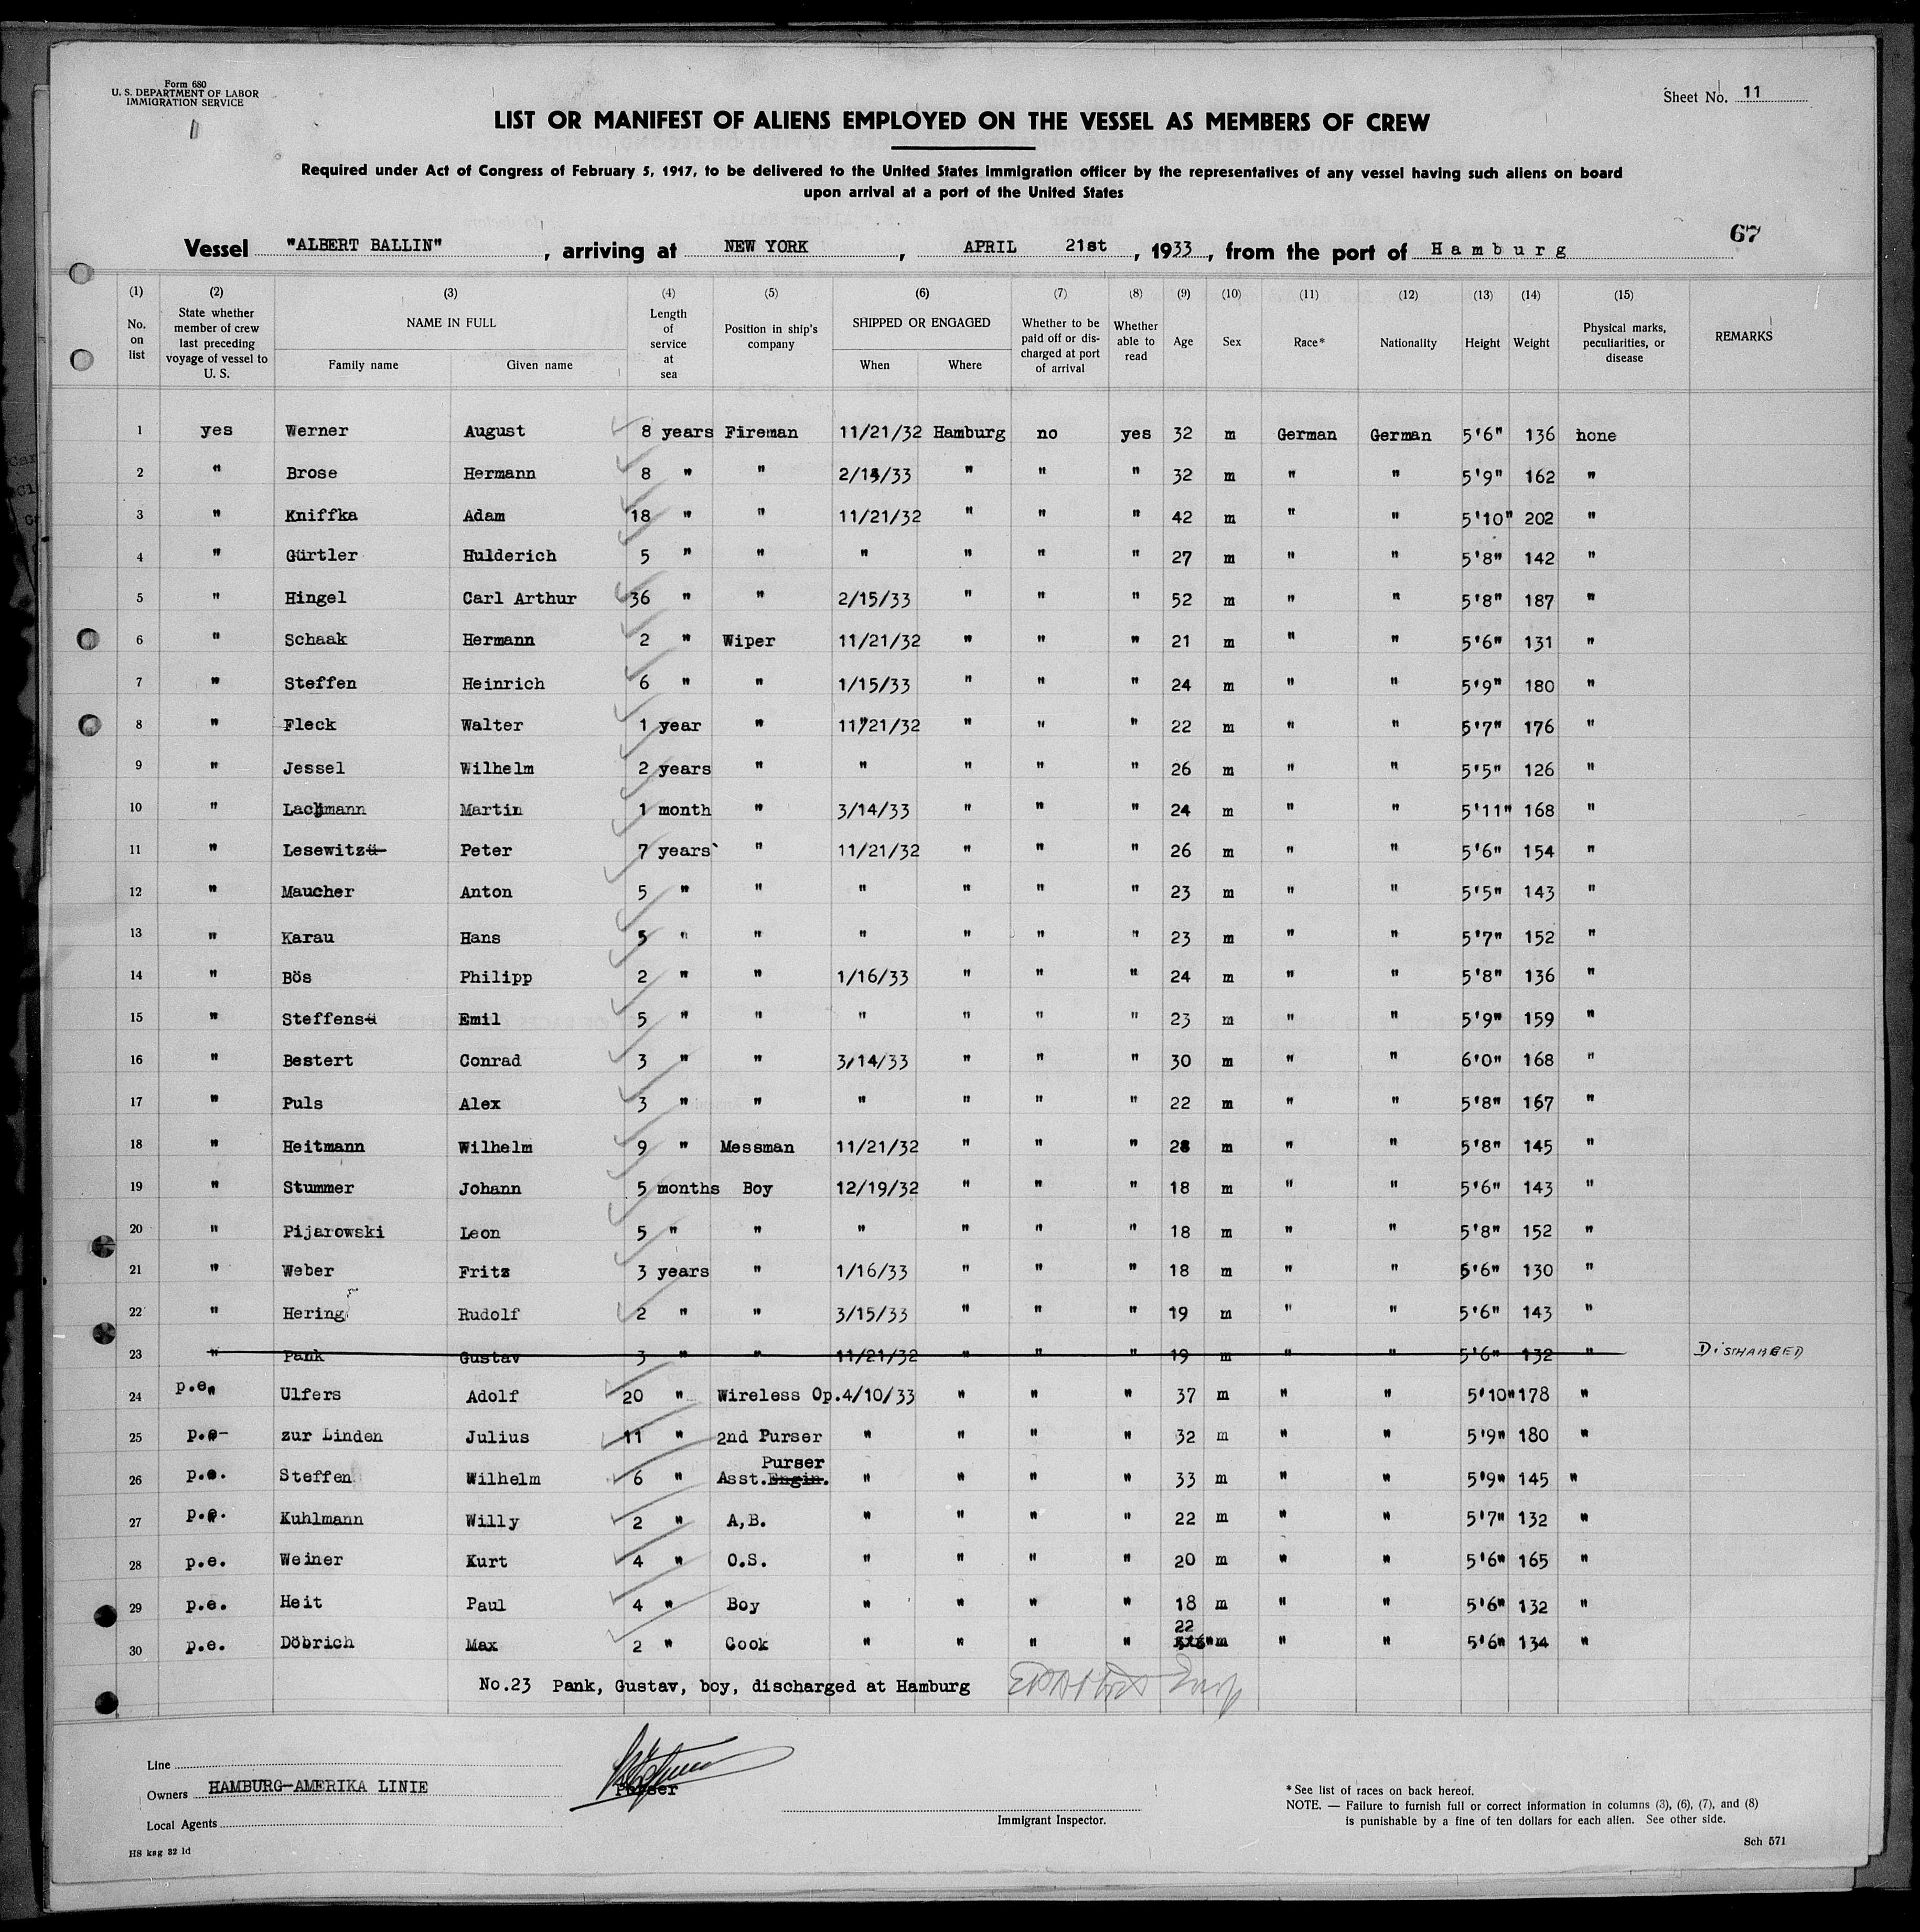 Form 680
U. S. DEPARTMENT OF LABOR
IMMIGRATION SERVICE
Sheet No. 11
LIST OR MANIFEST OF ALIENS EMPLOYED ON THE VESSEL AS MEMBERS OF CREW
Required under Act of Congress of February 5, 1917, to be delivered to the United States immigration officer by the representatives of any vessel having such aliens on board
upon arrival at a port of the United States
67
Vessel "ALBERT BALLIN", arriving at NEW YORK, APRIL 21st, 1933, from the port of Hamburg
(1) (2) (3) (4) (5) (6) (7) (8) (9) (10) (11) (12) (13) (14) (15)
No. on list | State whether member of crew last preceding voyage of vessel to U. S. | NAME IN FULL | Family name | Given name | Length of service at sea | Position in ship's company | SHIPPED OR ENGAGED | When | Where | Whether to be paid off or discharged at port of arrival | Whether able to read | Age | Sex | Race* | Nationality | Height | Weight | Physical marks, peculiarities, or disease | REMARKS
1 yes Werner August 8 years Fireman 11/21/32 Hamburg no yes 32 m German German 5'6" 136 none
2 " Brose Hermann 8 " " 2/14/33 " " " 32 m " " 5'9" 162 "
3 " Kniffka Adam 18 " " 11/21/32 " " " 42 m " " 5'10" 202 "
4 " Gürtler Hulderich 5 " " " " " " 27 m " " 5'8" 142 "
5 " Hingel Carl Arthur 36 " " 2/15/33 " " " 52 m " " 5'8" 187 "
6 " Schaak Hermann 2 " Wiper 11/21/32 " " " 21 m " " 5'6" 131 "
7 " Steffen Heinrich 6 " " 1/15/33 " " " 24 m " " 5'9" 180 "
8 " Fleck Walter 1 year " 11/21/32 " " " 22 m " " 5'7" 176 "
9 " Jessel Wilhelm 2 years " " " " " 26 m " " 5'5" 126 "
10 " Lachmann Martin 1 month " 3/14/33 " " " 24 m " " 5'11" 168 "
11 " Lesewitz Peter 7 years " 11/21/32 " " " 26 m " " 5'6" 154 "
12 " Maucher Anton 5 " " " " " " 23 m " " 5'5" 143 "
13 " Karau Hans 5 " " " " " " 23 m " " 5'7" 152 "
14 " Bös Philipp 2 " " 1/16/33 " " " 24 m " " 5'8" 136 "
15 " Steffens Emil 5 " " " " " " 23 m " " 5'9" 159 "
16 " Bestert Conrad 3 " " 3/14/33 " " " 30 m " " 6'0" 168 "
17 " Puls Alex 3 " " " " " " 22 m " " 5'8" 167 "
18 " Heitmann Wilhelm 9 " Messman 11/21/32 " " " 28 m " " 5'8" 145 "
19 " Stummer Johann 5 months Boy 12/19/32 " " " 18 m " " 5'6" 143 "
20 " Pijarowski Leon 5 " " " " " " 18 m " " 5'8" 152 "
21 " Weber Fritz 3 years " 1/16/33 " " " 18 m " " 5'6" 130 "
22 " Hering Rudolf 2 " " 3/15/33 " " " 19 m " " 5'6" 143 "
23 " Pank Gustav 3 " " 11/21/32 " " " 19 m " " 5'6" 132 " DISCHARGED
24 p.e. Ulfers Adolf 20 " Wireless Op. 4/10/33 " " " 37 m " " 5'10" 178 "
25 p.e. zur Linden Julius 11 " 2nd Purser " " " " 32 m " " 5'9" 180 "
26 p.e. Steffen Wilhelm 6 " Asst. Engin. Purser " " " " 33 m " " 5'9" 145 "
27 p.e. Kuhlmann Willy 2 " A,B. " " " " 22 m " " 5'7" 132 "
28 p.e. Weiner Kurt 4 " O.S. " " " " 20 m " " 5'6" 165 "
29 p.e. Heit Paul 4 " Boy " " " " 18 m " " 5'6" 132 "
30 p.e. Döbrich Max 2 " Cook " " " " 22 m " " 5'6" 134 "
No.23 Pank, Gustav, boy, discharged at Hamburg
Line
Owners HAMBURG-AMERIKA LINIE
Local Agents
Purser
Immigrant Inspector.
*See list of races on back hereof.
NOTE. — Failure to furnish full or correct information in columns (3), (6), (7), and (8)
is punishable by a fine of ten dollars for each alien. See other side.
HS ksg 32 ld
Sch 571